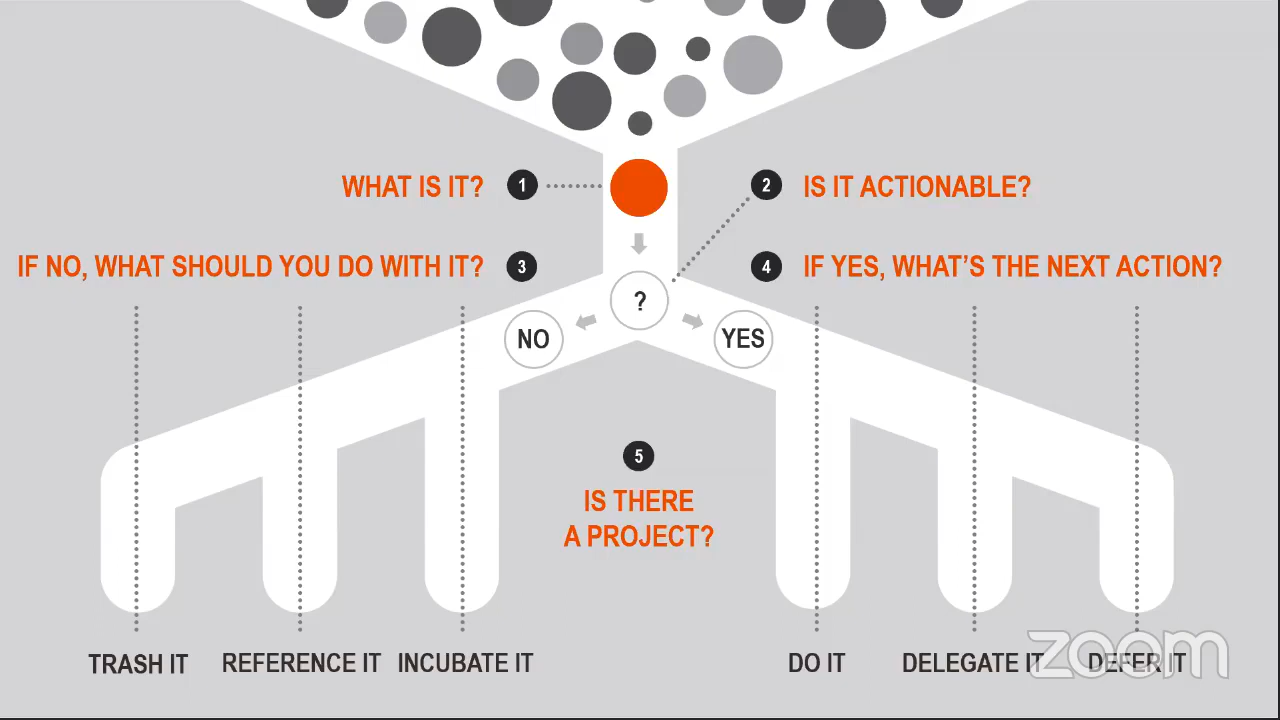 WHAT IS IT? 1
2 IS IT ACTIONABLE?
IF NO, WHAT SHOULD YOU DO WITH IT? 3
4 IF YES, WHAT'S THE NEXT ACTION?
?
NO
YES
5
IS THERE
A PROJECT?
TRASH IT
REFERENCE IT
INCUBATE IT
DO IT
DELEGATE IT
DEFER IT
zoom